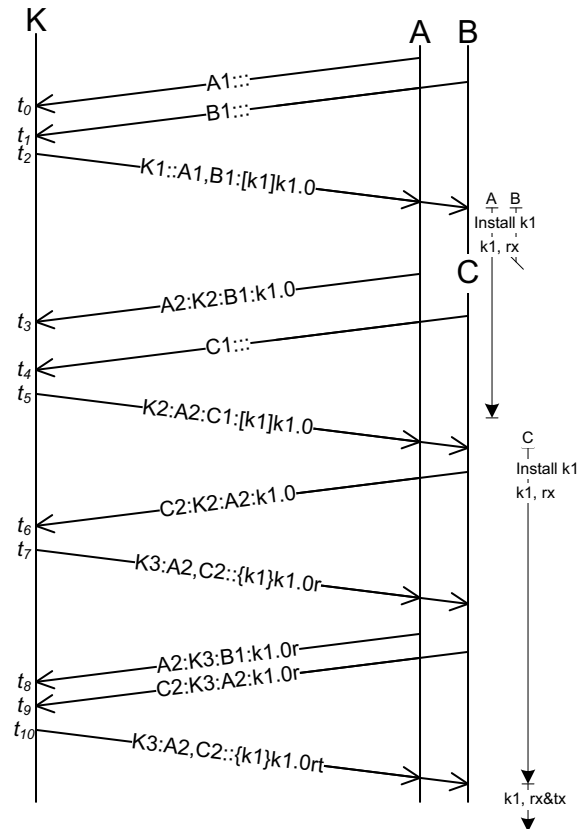 K
A
B
A1:::
t0
B1:::
t1
t2
K1::A1,B1:[k1]k1.0
A B
Install k1
k1, rx
C
A2:K2:B1:k1.0
t3
C1:::
t4
t5
K2:A2:C1:[k1]k1.0
C
Install k1
k1, rx
C2:K2:A2:k1.0
t6
t7
K3:A2,C2::{k1}k1.0r
A2:K3:B1:k1.0r
t8
C2:K3:A2:k1.0r
t9
t10
K3:A2,C2::{k1}k1.0rt
k1, rx&tx